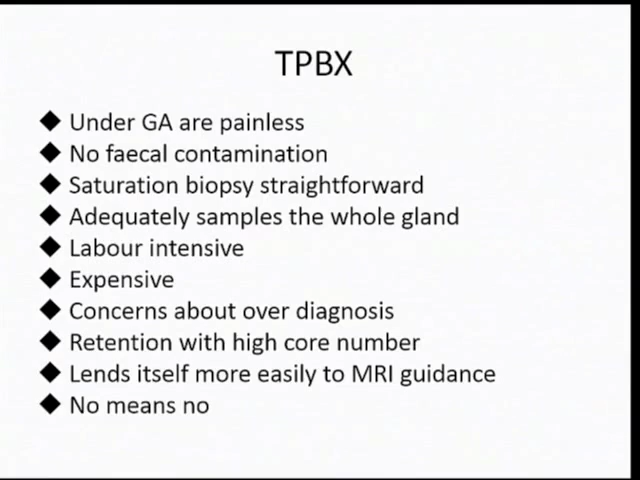 TPBX
◆ Under GA are painless
◆ No faecal contamination
◆ Saturation biopsy straightforward
◆ Adequately samples the whole gland
◆ Labour intensive
◆ Expensive
◆ Concerns about over diagnosis
◆ Retention with high core number
◆ Lends itself more easily to MRI guidance
◆ No means no